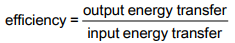 efficiency = output energy transfer
input energy transfer